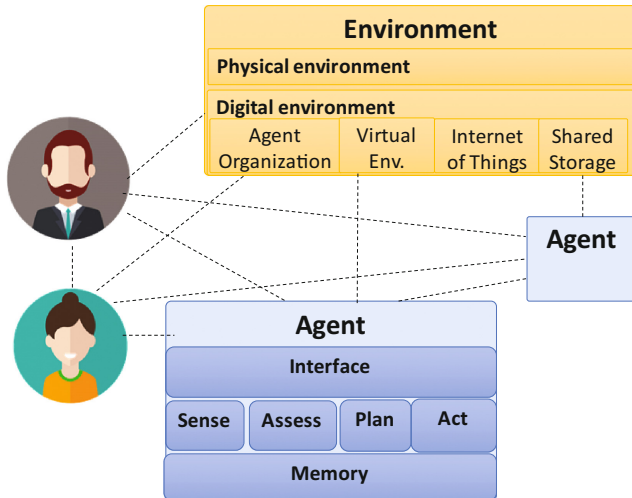 Environment
Physical environment
Digital environment
Agent
Organization
Virtual
Env.
Internet
of Things
Shared
Storage
Agent
Agent
Interface
Sense
Assess
Plan
Act
Memory